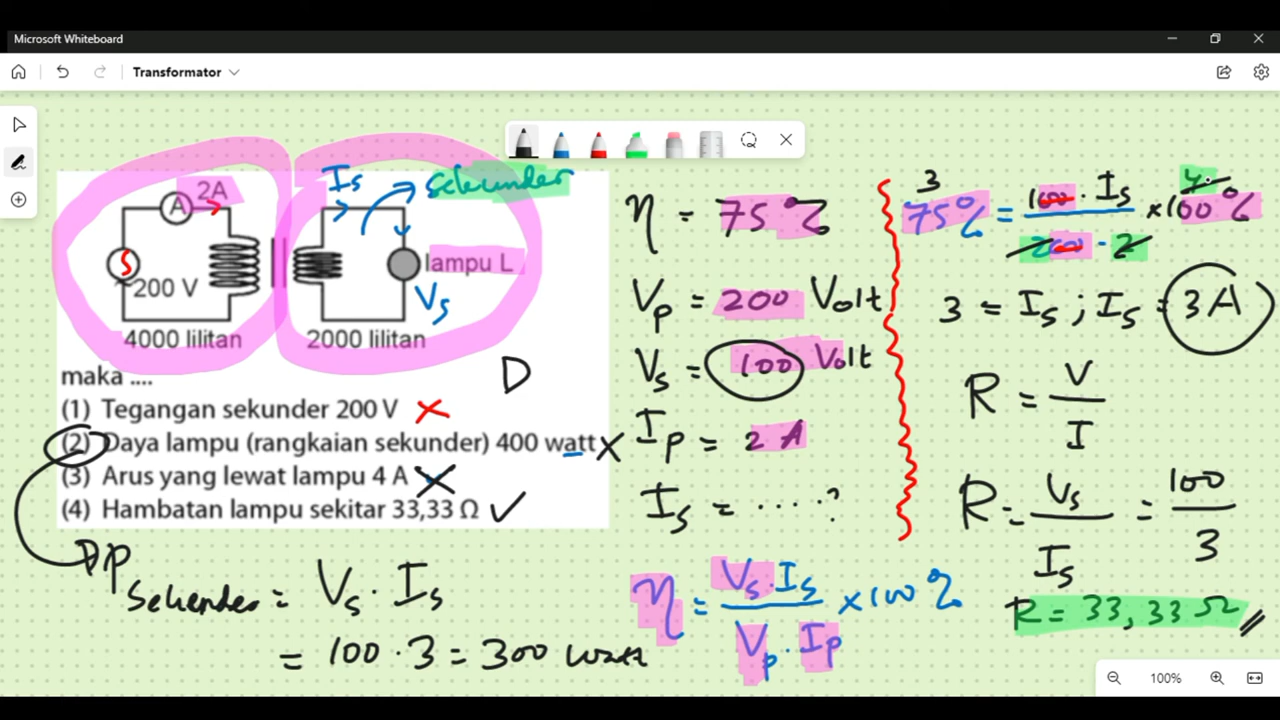 Microsoft Whiteboard
Transformator
2A
A
200 V
4000 lilitan
Is
sekunder
lampu L
Vs
2000 lilitan
maka ....
D
(1) Tegangan sekunder 200 V ×
(2) Daya lampu (rangkaian sekunder) 400 watt ×
(3) Arus yang lewat lampu 4 A ×
(4) Hambatan lampu sekitar 33,33 Ω ✓
P sekunder = Vs . Is
= 100 . 3 = 300 watt
η = 75 %
Vp = 200 Volt
Vs = 100 Volt
Ip = 2 A
Is = ..... ?
η = Vs . Is / Vp . Ip × 100 %
3 4
75% = 100 . Is / 200 . 2 × 100 %
3 = Is ; Is = 3 A
R = V / I
R = Vs / Is = 100 / 3
R = 33,33 Ω
100%